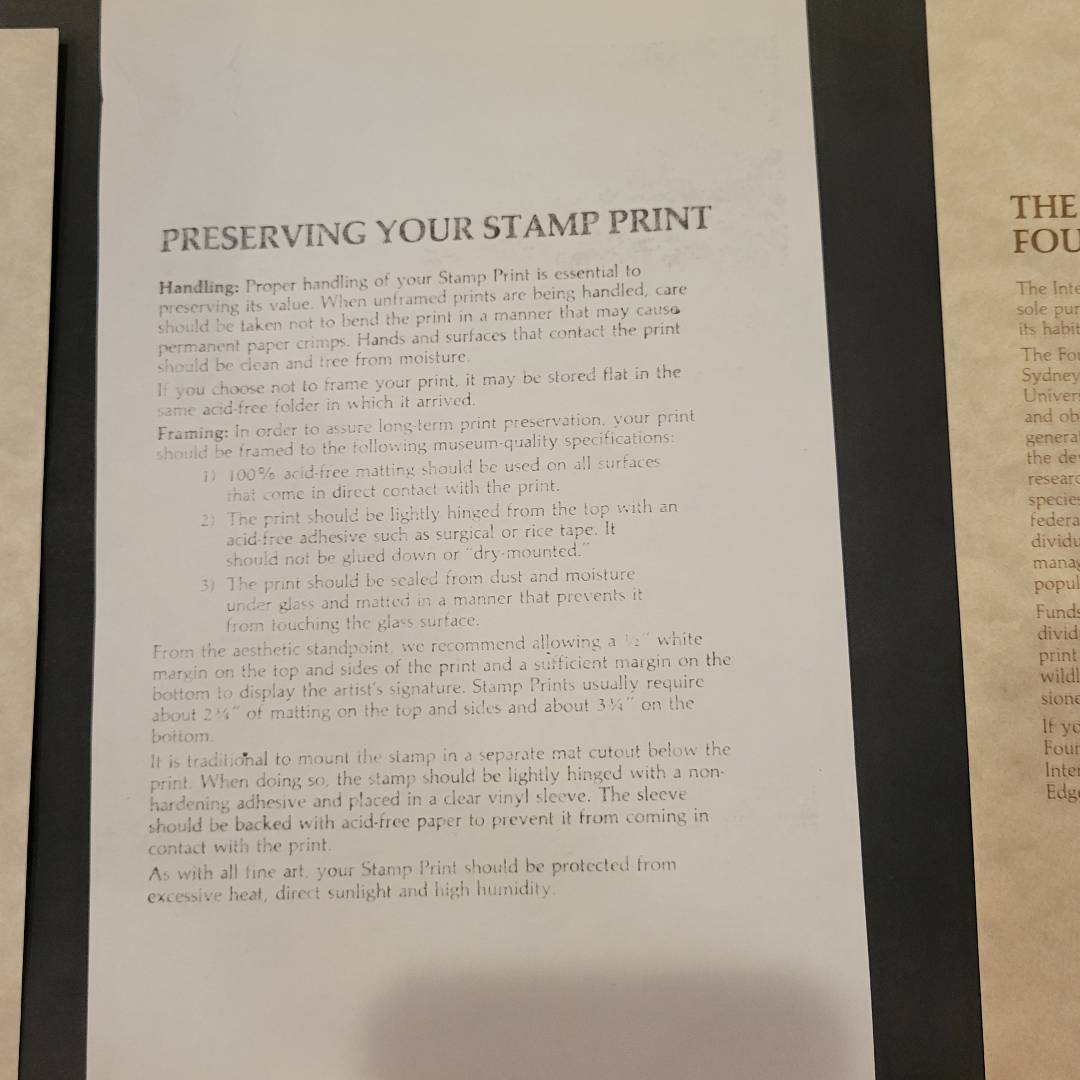 PRESERVING YOUR STAMP PRINT
Handling: Proper handling of your Stamp Print is essential to
preserving its value. When unframed prints are being handled, care
should be taken not to bend the print in a manner that may cause
permanent paper crimps. Hands and surfaces that contact the print
should be clean and free from moisture.
If you choose not to frame your print, it may be stored flat in the
same acid-free folder in which it arrived.
Framing: In order to assure long-term print preservation, your print
should be framed to the following museum-quality specifications:
1) 100% acid-free matting should be used on all surfaces
that come in direct contact with the print.
2) The print should be lightly hinged from the top with an
acid-free adhesive such as surgical or rice tape. It
should not be glued down or "dry-mounted."
3) The print should be sealed from dust and moisture
under glass and matted in a manner that prevents it
from touching the glass surface.
From the aesthetic standpoint, we recommend allowing a ½" white
margin on the top and sides of the print and a sufficient margin on the
bottom to display the artist's signature. Stamp Prints usually require
about 2¾" of matting on the top and sides and about 3¼" on the
bottom.
It is traditional to mount the stamp in a separate mat cutout below the
print. When doing so, the stamp should be lightly hinged with a non-
hardening adhesive and placed in a clear vinyl sleeve. The sleeve
should be backed with acid-free paper to prevent it from coming in
contact with the print.
As with all fine art, your Stamp Print should be protected from
excessive heat, direct sunlight and high humidity.
THE
FOU
The Inte
sole pur
its habit
The Fou
Sydney
Univers
and ob
genera
the de
researc
species
federa
dividu
manag
popul
Funds
divid
print
wildl
sione
If yo
Foun
Inter
Edge